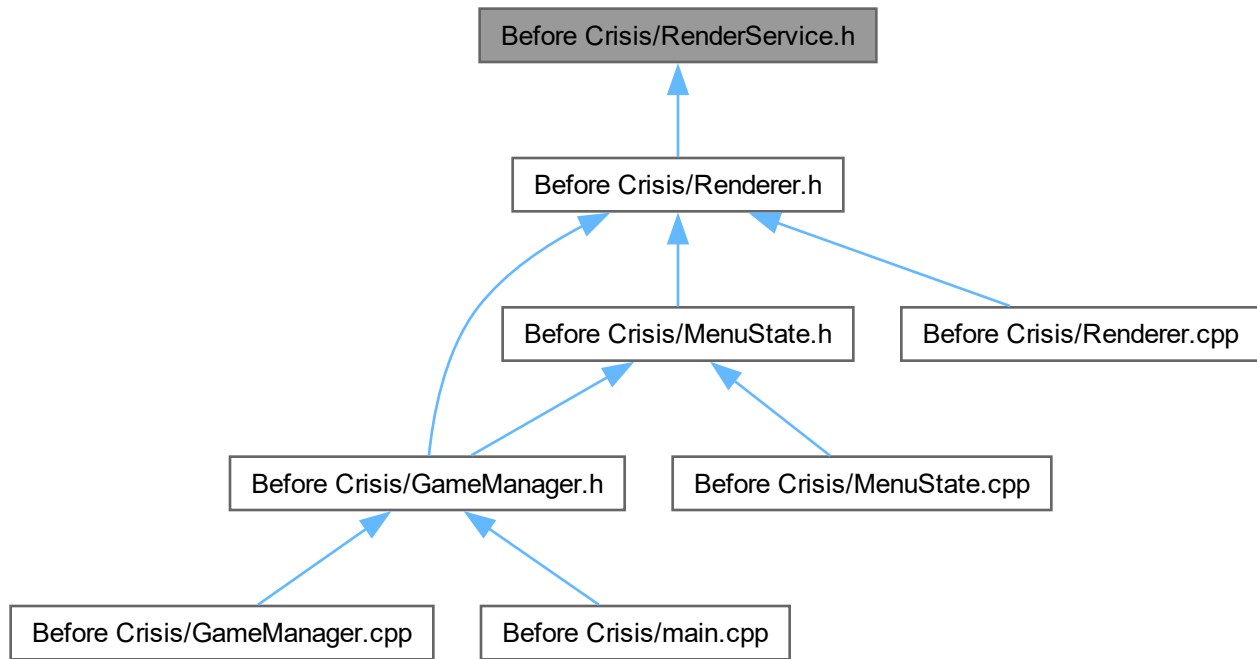 Before Crisis/RenderService.h
Before Crisis/Renderer.h
Before Crisis/MenuState.h
Before Crisis/Renderer.cpp
Before Crisis/GameManager.h
Before Crisis/MenuState.cpp
Before Crisis/GameManager.cpp
Before Crisis/main.cpp